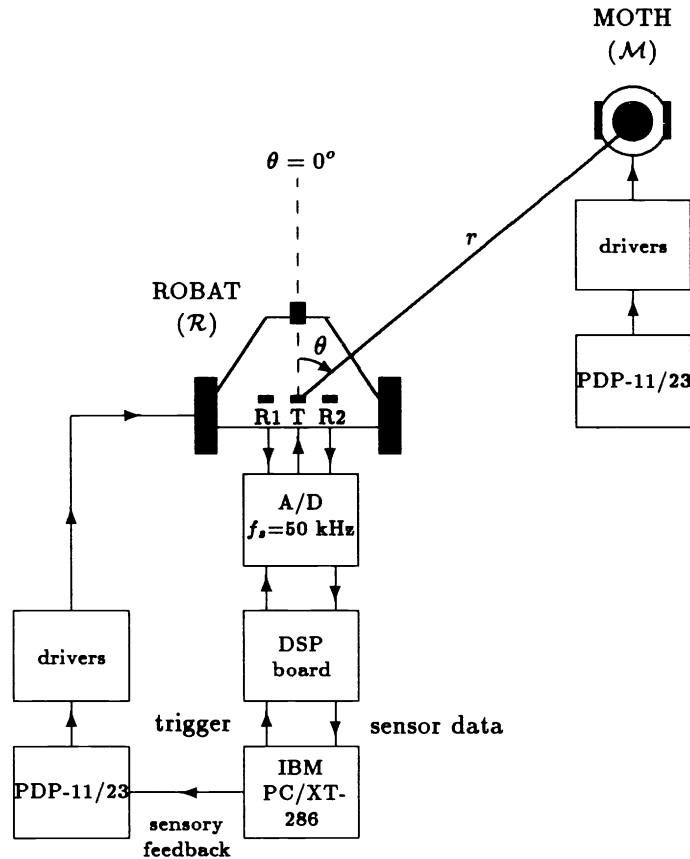 MOTH
(ℳ)
θ = 0°
r
drivers
ROBAT
(ℛ)
θ
PDP-11/23
R1 T R2
A/D
fₛ=50 kHz
drivers
DSP
board
trigger
sensor data
PDP-11/23
IBM
PC/XT-
286
sensory
feedback